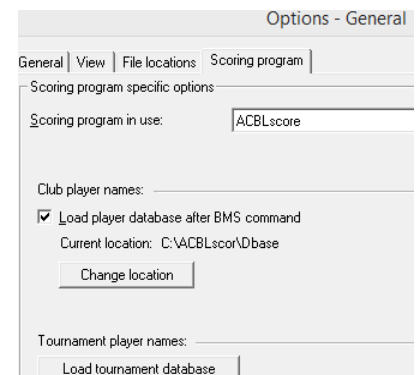 Options - General
General View File locations Scoring program
Scoring program specific options
Scoring program in use: ACBLscore
Club player names:
Load player database after BMS command
Current location: C:\ACBLscor\Dbase
Change location
Tournament player names:
Load tournament database